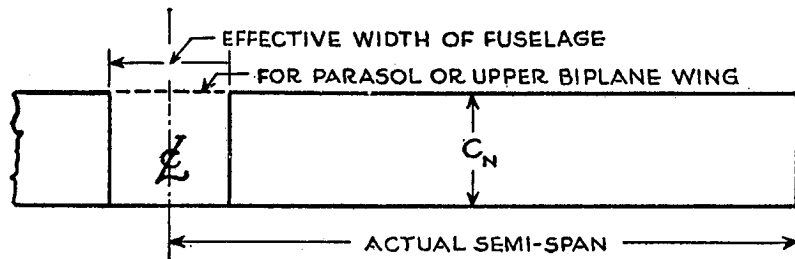 EFFECTIVE WIDTH OF FUSELAGE
FOR PARASOL OR UPPER BIPLANE WING
℄
C_N
ACTUAL SEMI-SPAN